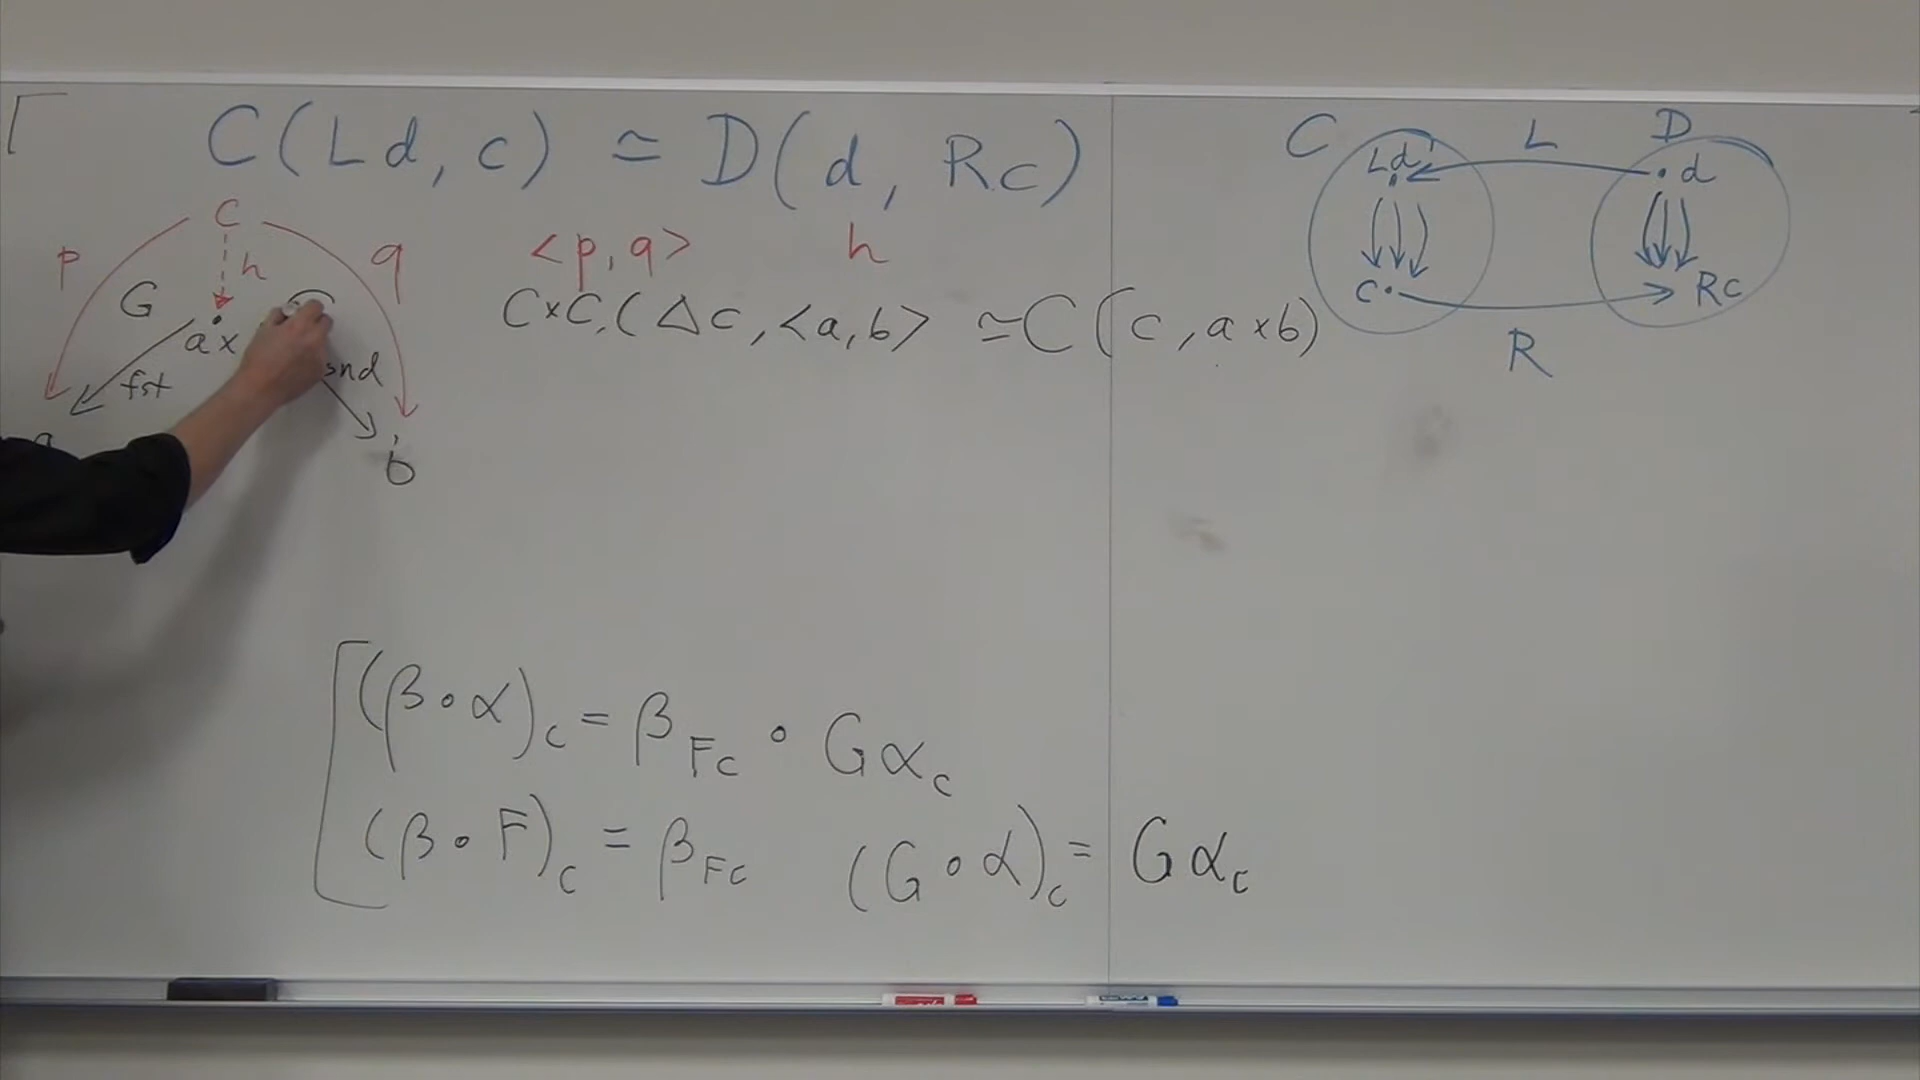 C(Ld, c) ≃ D(d, Rc)
C
p
h
q
G
a x
fst
snd
b
<p, q> h
C×C(Δc, <a, b> ≃ C(c, a×b)
C L D
Ld d
c Rc
R
(β∘α)c = βFc ∘ Gαc
(β∘F)c = βFc (G∘α)c = Gαc